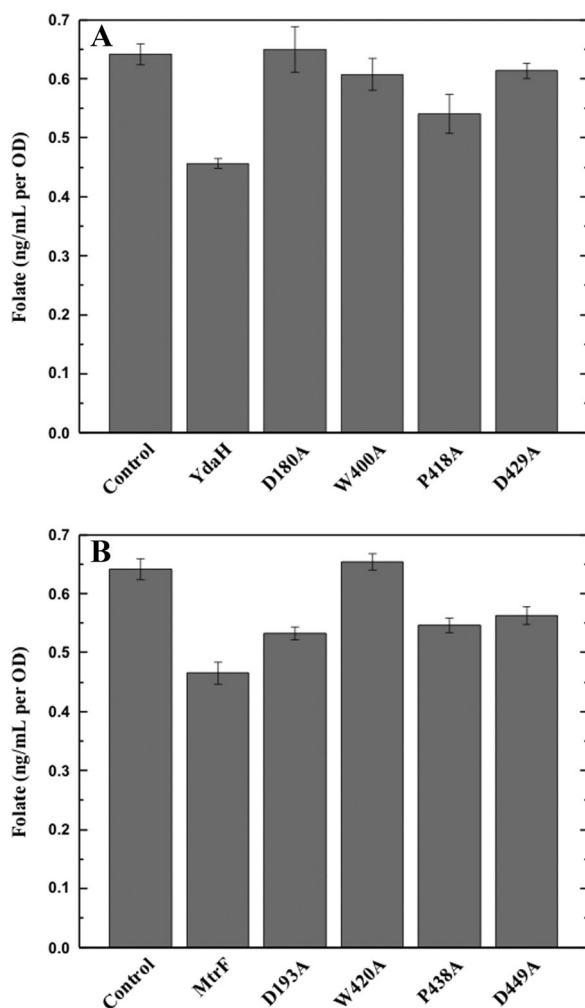 A
Folate (ng/mL per OD)
0.7
0.6
0.5
0.4
0.3
0.2
0.1
0.0
Control
YdaH
D180A
W400A
P418A
D429A
B
Folate (ng/mL per OD)
0.7
0.6
0.5
0.4
0.3
0.2
0.1
0.0
Control
MtrF
D193A
W420A
P438A
D449A